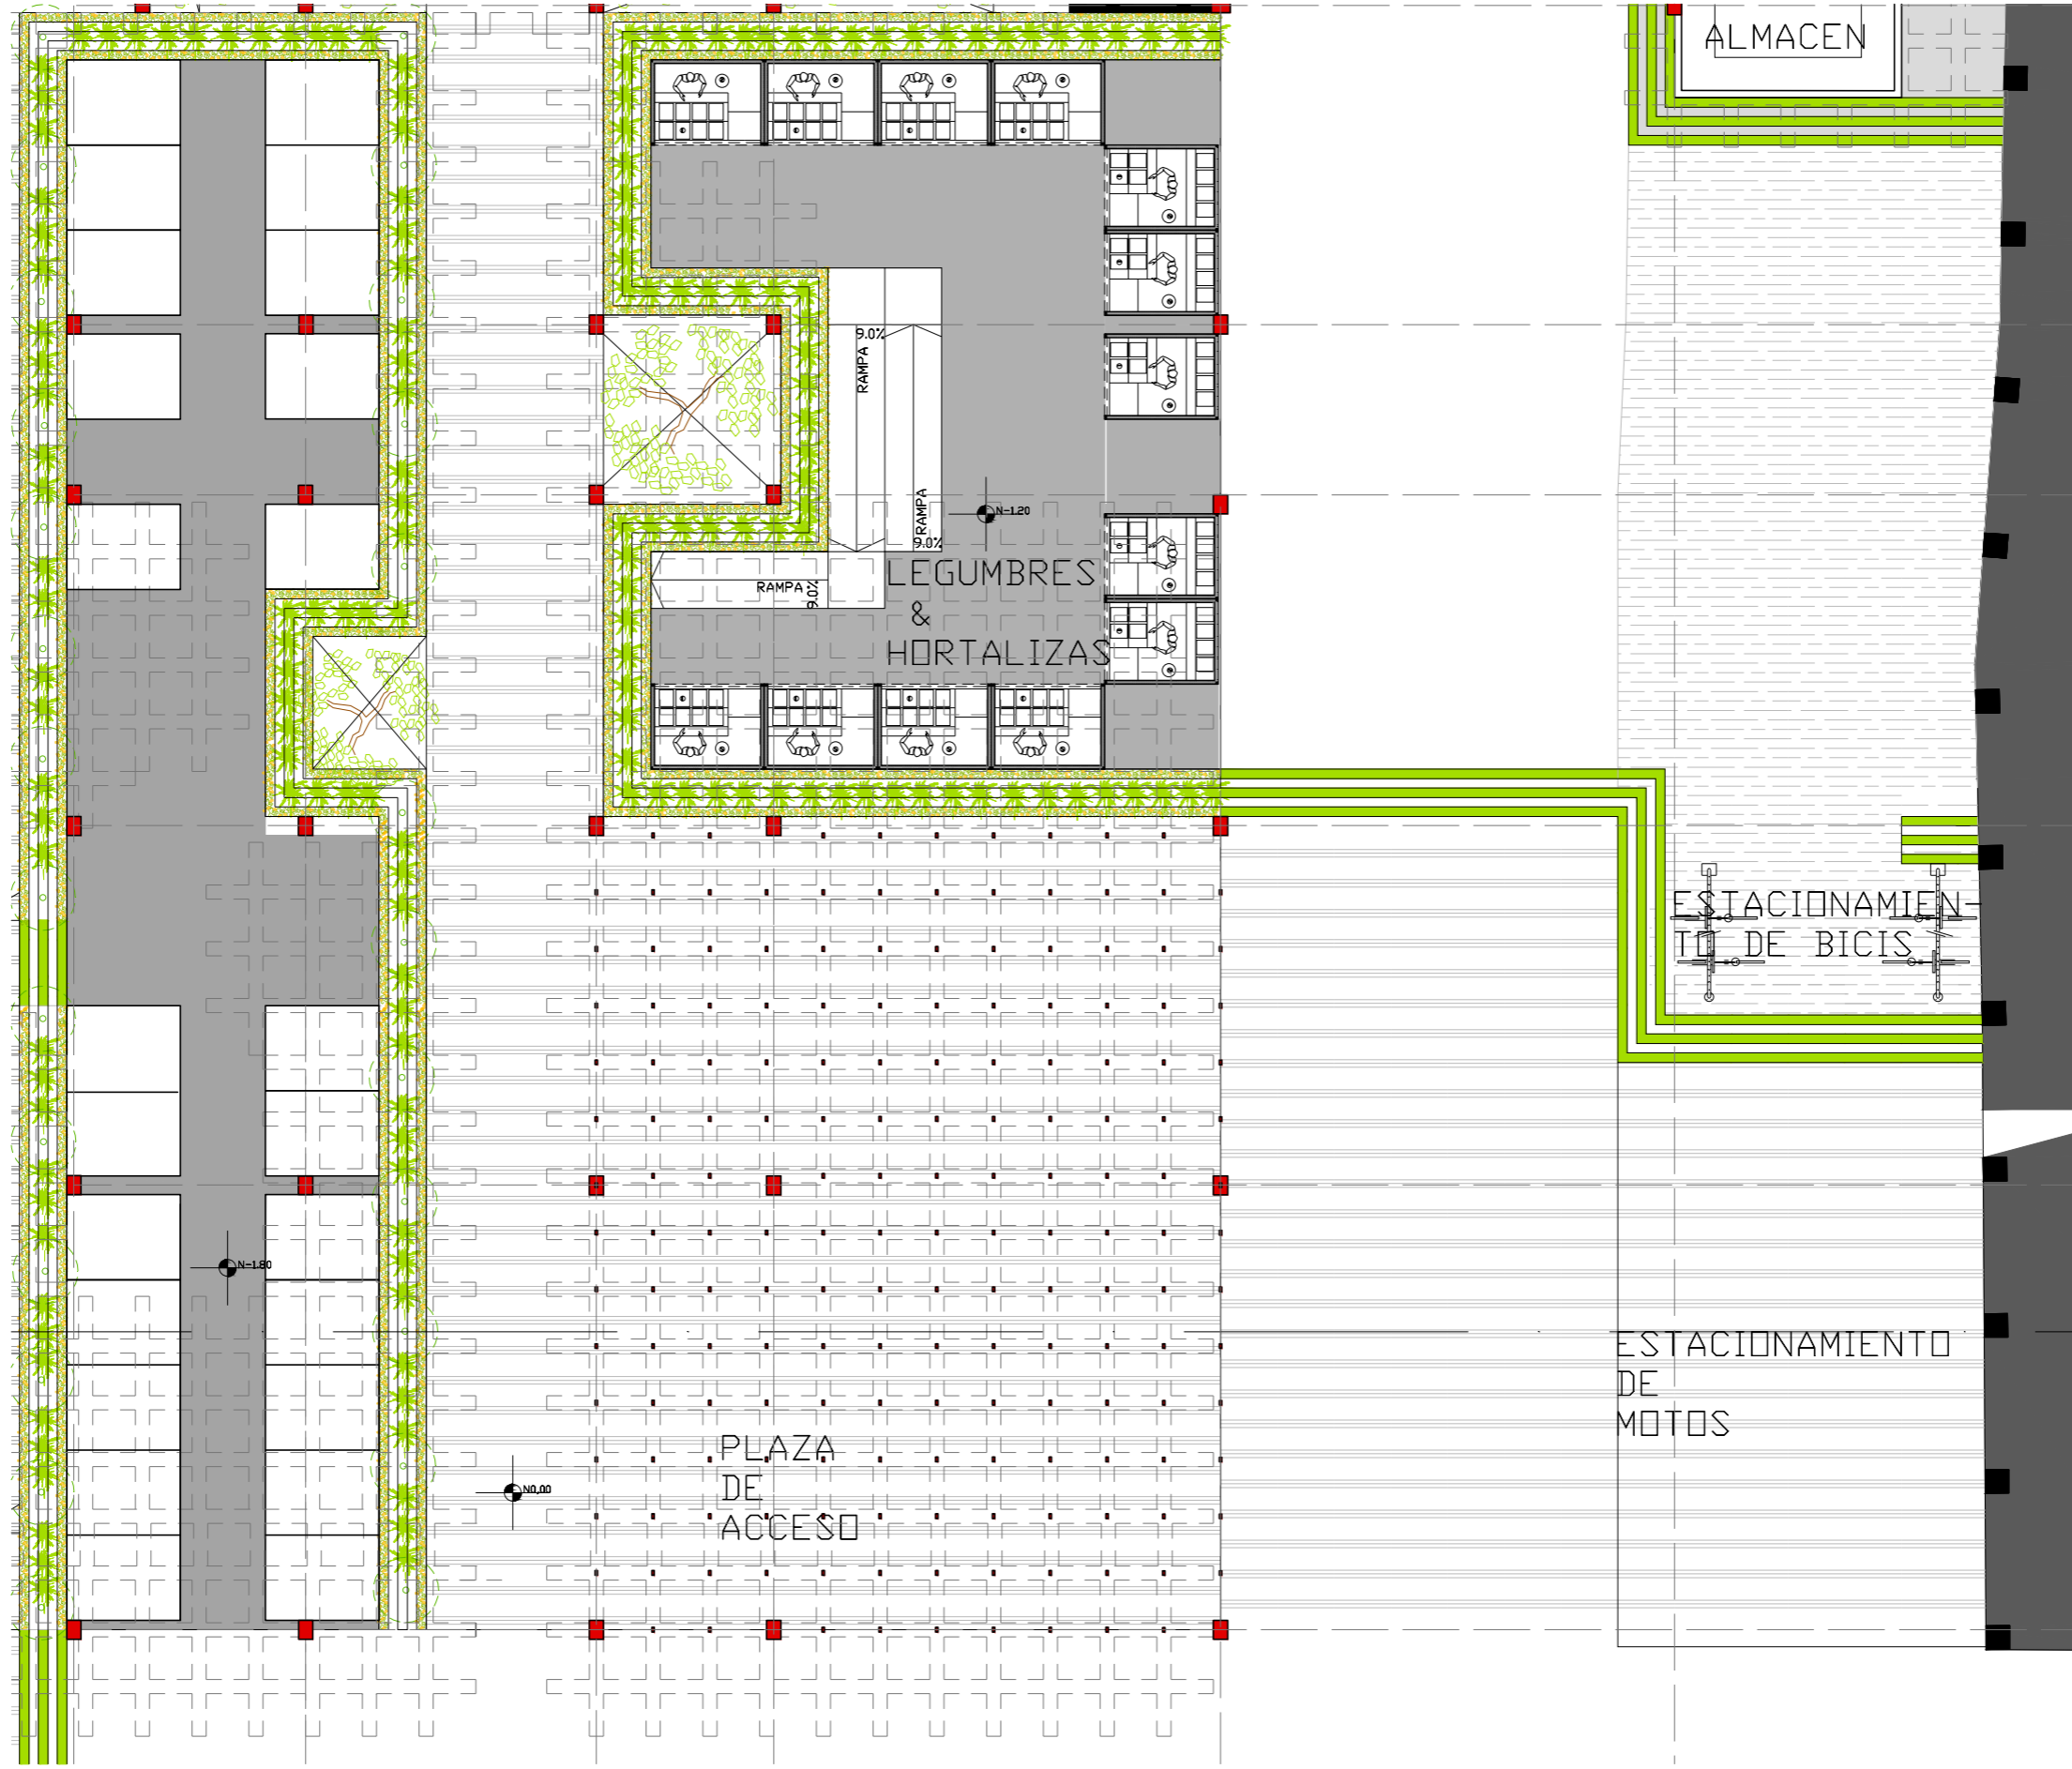 ALMACEN
9.0%
RAMPA
RAMPA
9.0%
N-1.20
LEGUMBRES
&
HORTALIZAS
RAMPA
9.0%
ESTACIONAMIEN-
TO DE BICIS
N-1.80
ESTACIONAMIENTO
DE
MOTOS
PLAZA
DE
ACCESO
N0,00